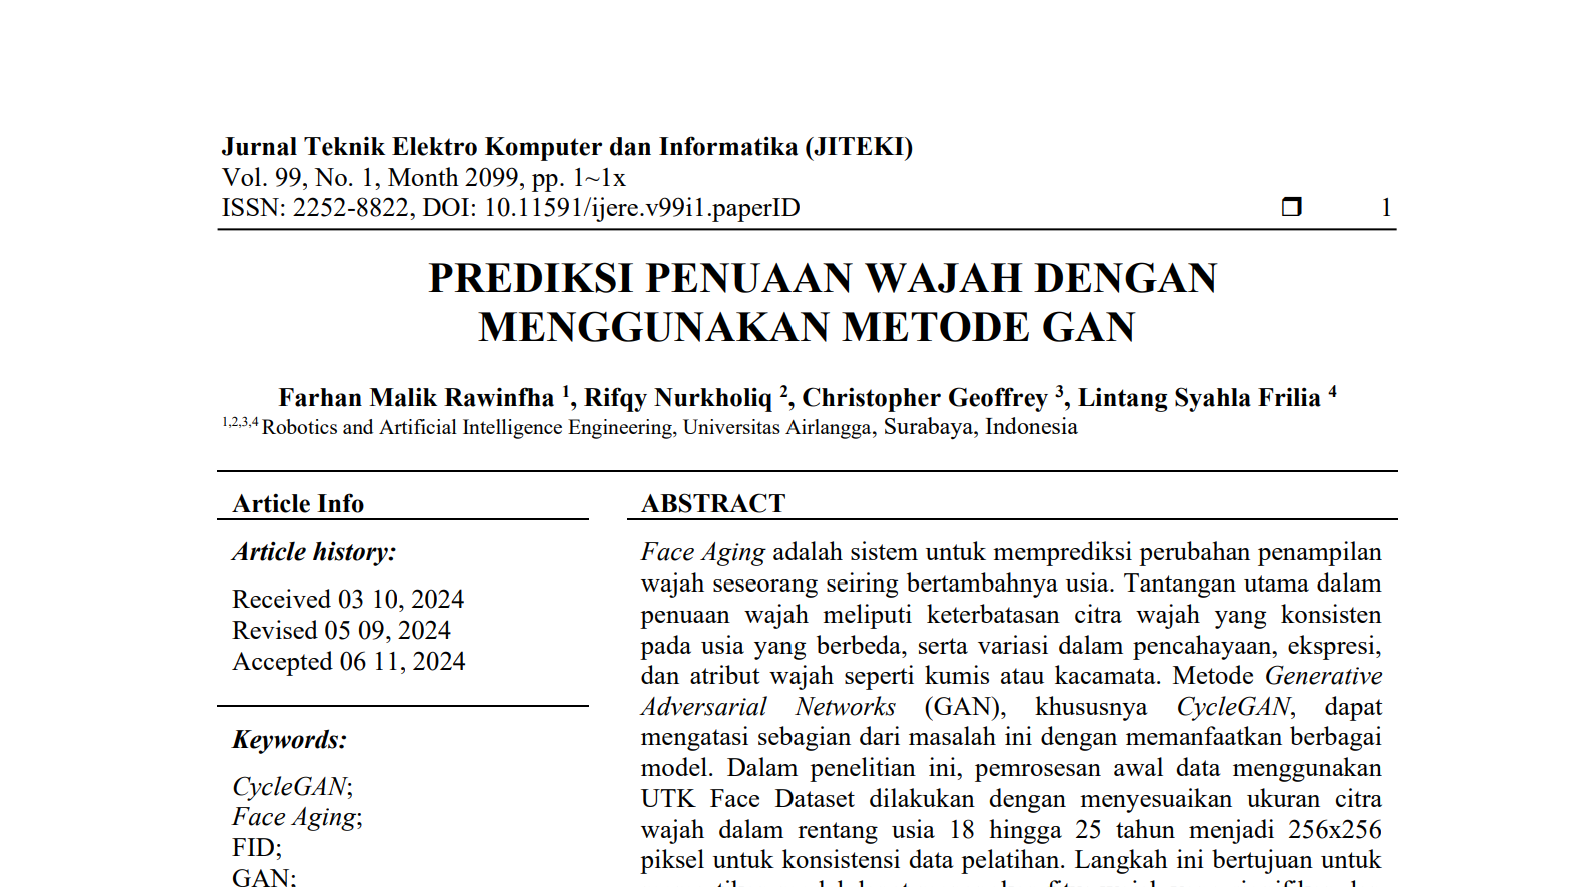 Jurnal Teknik Elektro Komputer dan Informatika (JITEKI)
Vol. 99, No. 1, Month 2099, pp. 1~1x
ISSN: 2252-8822, DOI: 10.11591/ijere.v99i1.paperID ❐ 1
PREDIKSI PENUAAN WAJAH DENGAN
MENGGUNAKAN METODE GAN
Farhan Malik Rawinfha 1, Rifqy Nurkholiq 2, Christopher Geoffrey 3, Lintang Syahla Frilia 4
1,2,3,4 Robotics and Artificial Intelligence Engineering, Universitas Airlangga, Surabaya, Indonesia
Article Info
Article history:
Received 03 10, 2024
Revised 05 09, 2024
Accepted 06 11, 2024
Keywords:
CycleGAN;
Face Aging;
FID;
GAN;
ABSTRACT
Face Aging adalah sistem untuk memprediksi perubahan penampilan
wajah seseorang seiring bertambahnya usia. Tantangan utama dalam
penuaan wajah meliputi keterbatasan citra wajah yang konsisten
pada usia yang berbeda, serta variasi dalam pencahayaan, ekspresi,
dan atribut wajah seperti kumis atau kacamata. Metode Generative
Adversarial Networks (GAN), khususnya CycleGAN, dapat
mengatasi sebagian dari masalah ini dengan memanfaatkan berbagai
model. Dalam penelitian ini, pemrosesan awal data menggunakan
UTK Face Dataset dilakukan dengan menyesuaikan ukuran citra
wajah dalam rentang usia 18 hingga 25 tahun menjadi 256x256
piksel untuk konsistensi data pelatihan. Langkah ini bertujuan untuk